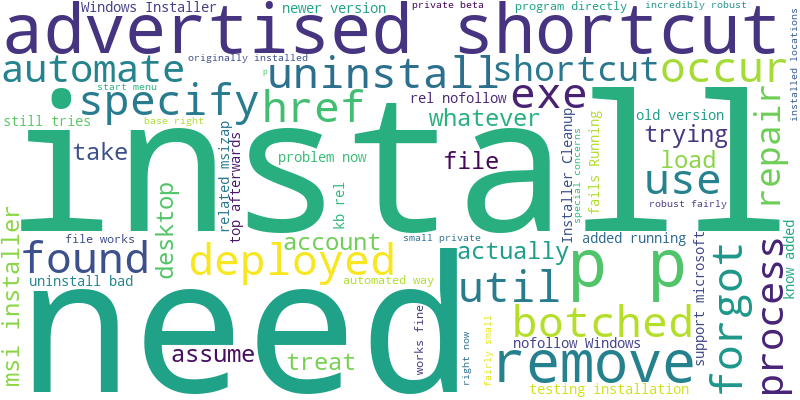 Windows Installer
newer version
private beta
program directly
incredibly robust
advertised shortcut
installed locations
originally installed
automate
uninstall
shortcut
occur
start menu
p
specify
href
rel nofollow
exe
still tries
base right
whatever
old version
trying
repair
install
take
related msizap
top afterwards
problem now
file
Installer Cleanup
special concerns
fails Running
load
use
desktop
kb rel
robust fairly
msi installer
file works
account
small private
added running
know added
found
deployed
actually
p p
forgot
process
support microsoft
uninstall bad
automated way
util
need
works fine
botched
assume
treat
right now
fairly small
nofollow Windows
remove
testing installation